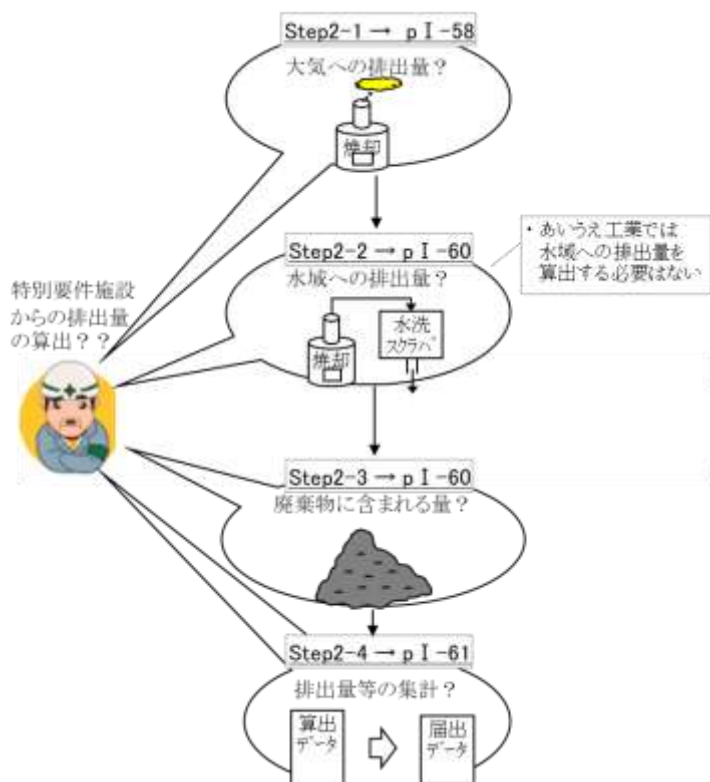 Step2-1 → pⅠ-58
大気への排出量？
焼却
Step2-2 → pⅠ-60
水域への排出量？
焼却
水洗
スクラバ
・あいうえ工業では
水域への排出量を
算出する必要はない
特別要件施設
からの排出量
の算出？？
Step2-3 → pⅠ-60
廃棄物に含まれる量？
Step2-4 → pⅠ-61
排出量等の集計？
算出
データ
届出
データ